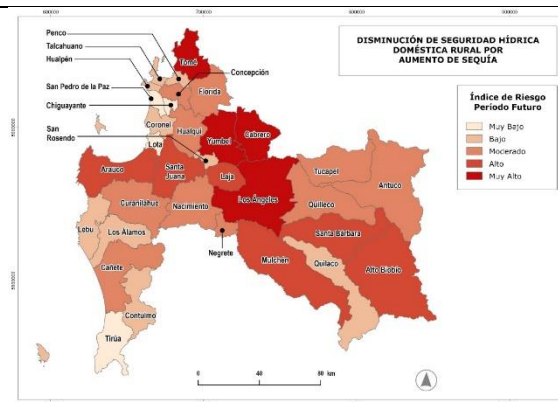 DISMINUCIÓN DE SEGURIDAD HÍDRICA
DOMÉSTICA RURAL POR
AUMENTO DE SEQUÍA
Índice de Riesgo
Período Futuro
Muy Bajo
Bajo
Moderado
Alto
Muy Alto
Penco
Talcahuano
Hualpén
San Pedro de la Paz
Chiguayante
San
Rosendo
Tomé
Concepción
Florida
Coronel
Hualqui
Lota
Yumbel
Cabrero
Arauco
Santa
Juana
Laja
Tucapel
Antuco
Curanilahue
Nacimiento
Los Ángeles
Quilleco
Lebu
Los Álamos
Negrete
Santa Bárbara
Cañete
Mulchén
Quilaco
Alto Biobío
Contulmo
Tirúa
0
40
80 km